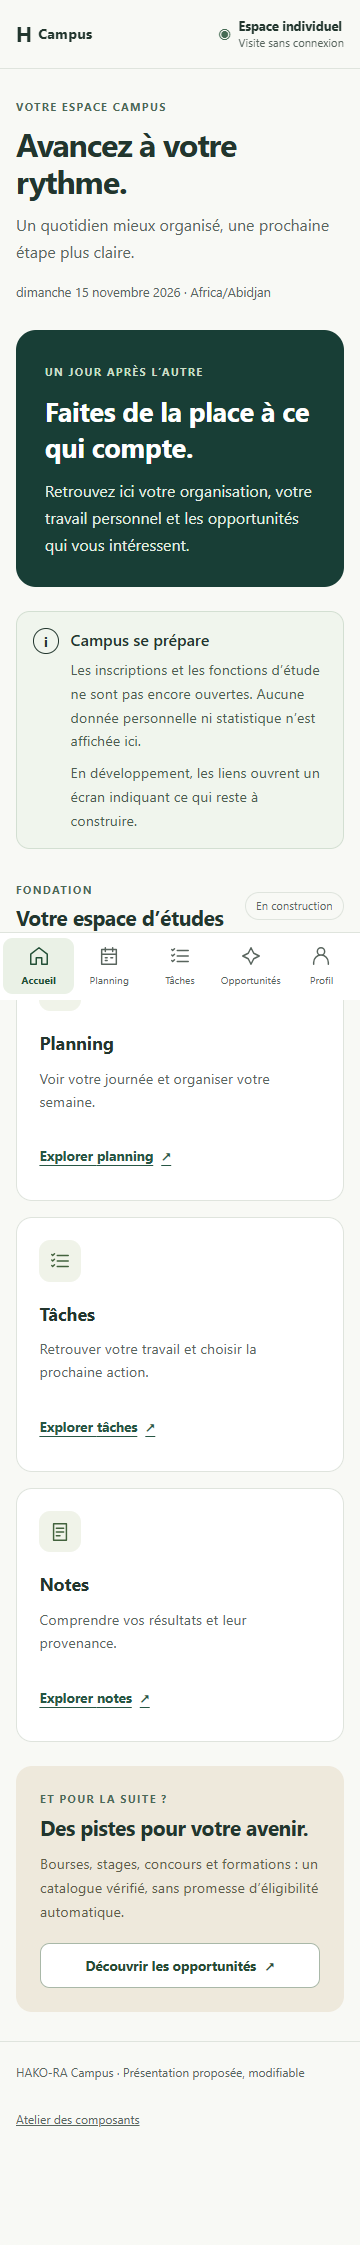 H Campus
Espace individuel
Visite sans connexion
VOTRE ESPACE CAMPUS
Avancez à votre
rythme.
Un quotidien mieux organisé, une prochaine
étape plus claire.
dimanche 15 novembre 2026 · Africa/Abidjan
UN JOUR APRÈS L’AUTRE
Faites de la place à ce
qui compte.
Retrouvez ici votre organisation, votre
travail personnel et les opportunités
qui vous intéressent.
i
Campus se prépare
Les inscriptions et les fonctions d’étude
ne sont pas encore ouvertes. Aucune
donnée personnelle ni statistique n’est
affichée ici.
En développement, les liens ouvrent un
écran indiquant ce qui reste à
construire.
FONDATION
Votre espace d’études
En construction
Accueil
Planning
Tâches
Opportunités
Profil
Planning
Voir votre journée et organiser votre
semaine.
Explorer planning ↗
Tâches
Retrouver votre travail et choisir la
prochaine action.
Explorer tâches ↗
Notes
Comprendre vos résultats et leur
provenance.
Explorer notes ↗
ET POUR LA SUITE ?
Des pistes pour votre avenir.
Bourses, stages, concours et formations : un
catalogue vérifié, sans promesse d’éligibilité
automatique.
Découvrir les opportunités ↗
HAKO-RA Campus · Présentation proposée, modifiable
Atelier des composants